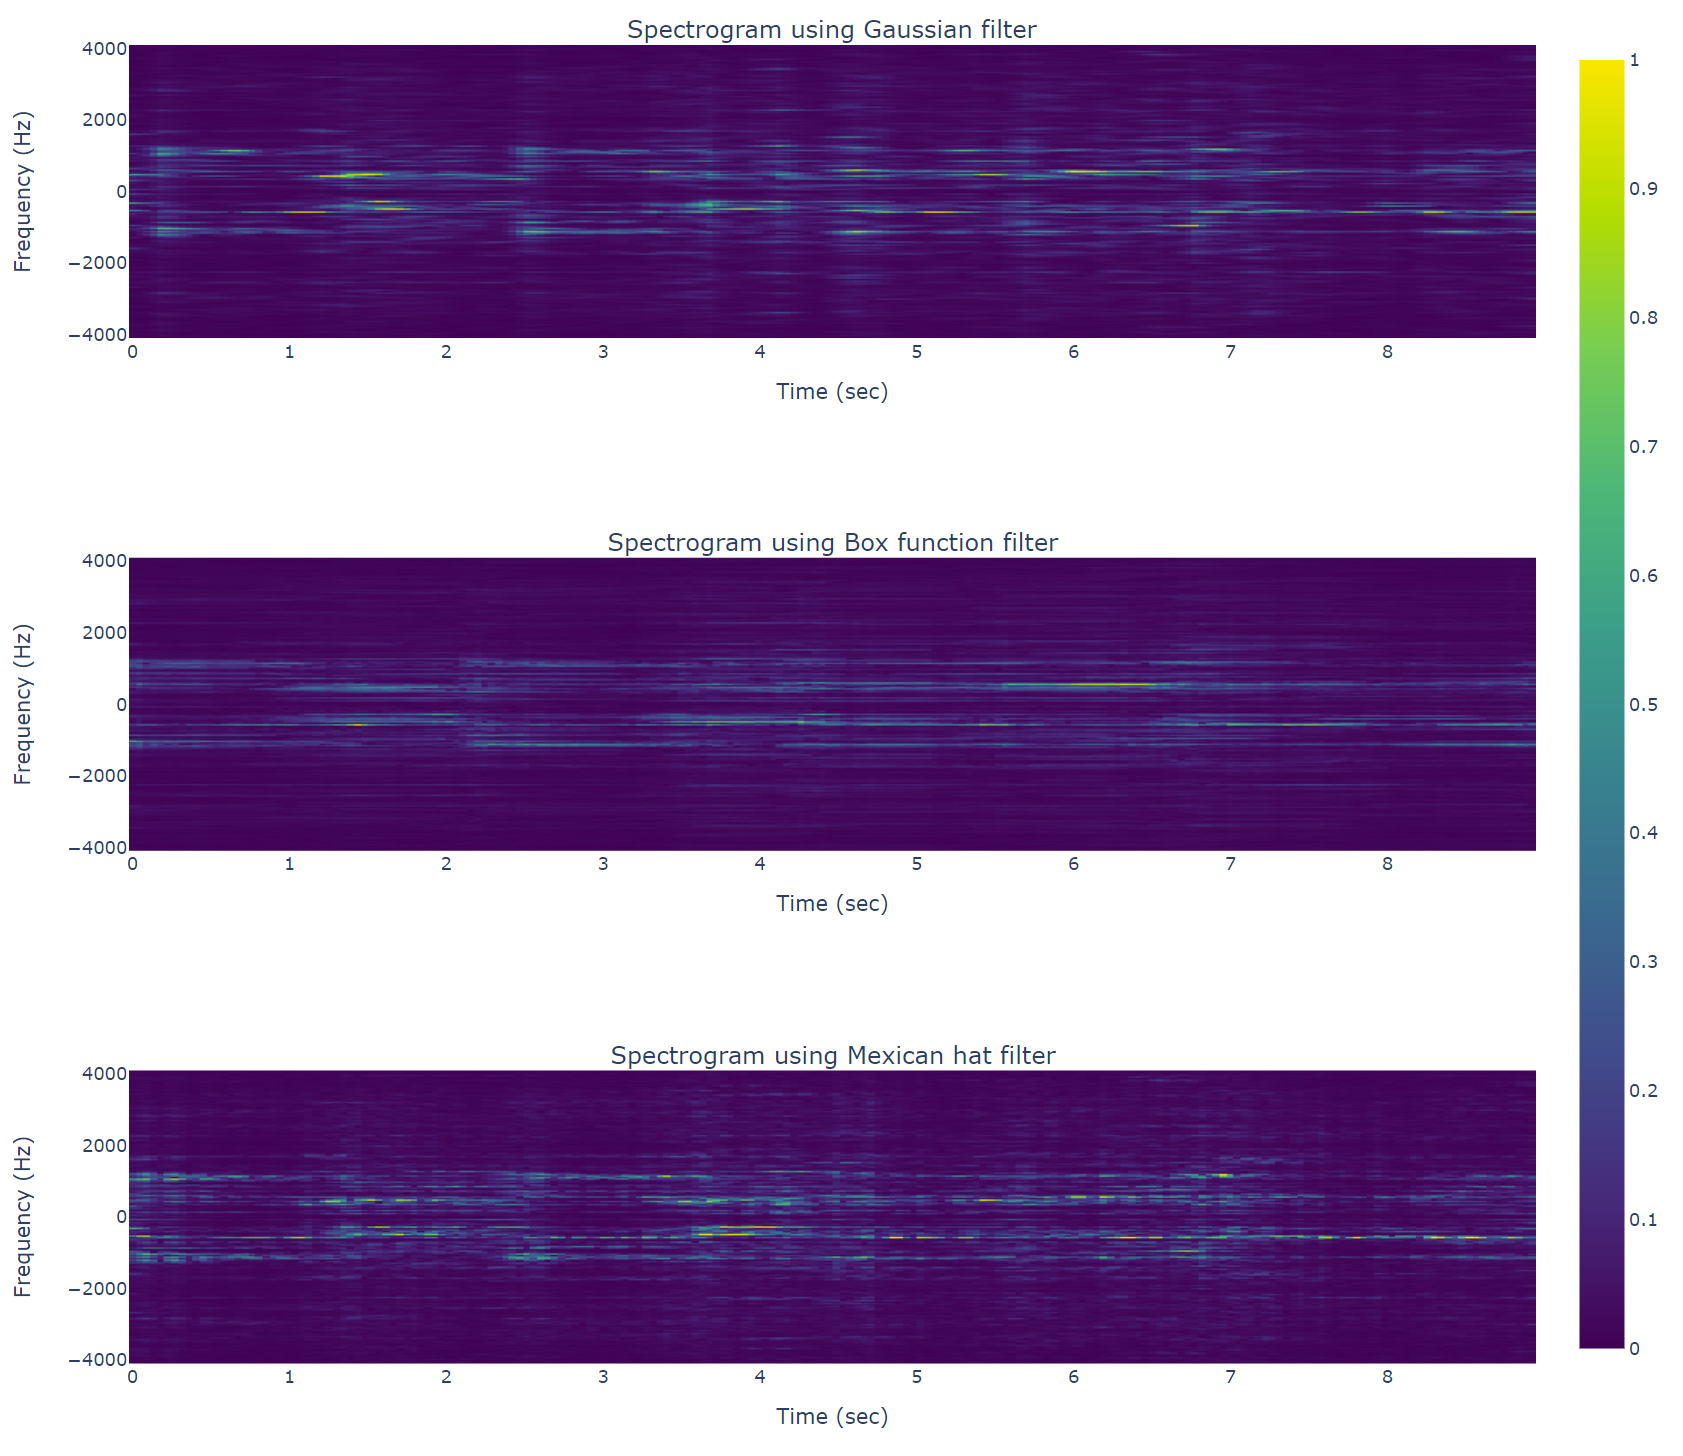 Spectrogram using Gaussian filter
4000
2000
0
−2000
−4000
Frequency (Hz)
0 1 2 3 4 5 6 7 8
Time (sec)
Spectrogram using Box function filter
4000
2000
0
−2000
−4000
Frequency (Hz)
0 1 2 3 4 5 6 7 8
Time (sec)
Spectrogram using Mexican hat filter
4000
2000
0
−2000
−4000
Frequency (Hz)
0 1 2 3 4 5 6 7 8
Time (sec)
1
0.9
0.8
0.7
0.6
0.5
0.4
0.3
0.2
0.1
0